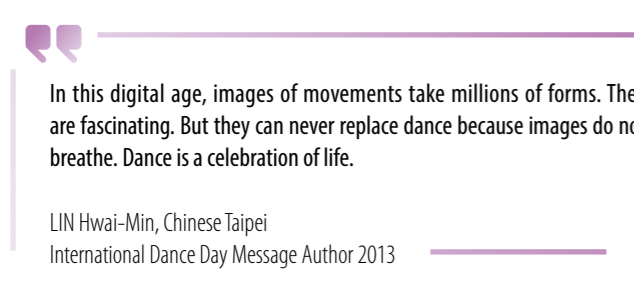 In this digital age, images of movements take millions of forms. The
are fascinating. But they can never replace dance because images do no
breathe. Dance is a celebration of life.
LIN Hwai-Min, Chinese Taipei
International Dance Day Message Author 2013